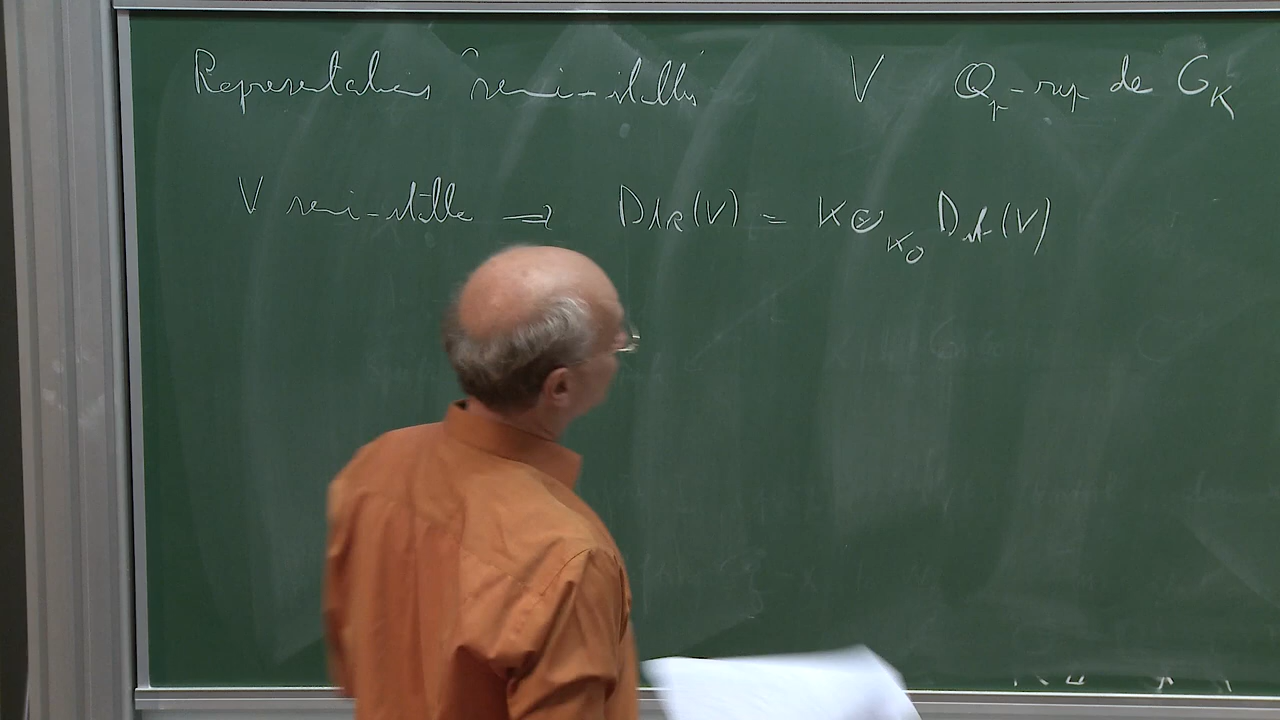 Representations semi-stables V Q_p-rep de G_K
V semi-stable ⇒ D_dR(V) = K ⊗_{K_0} D_st(V)